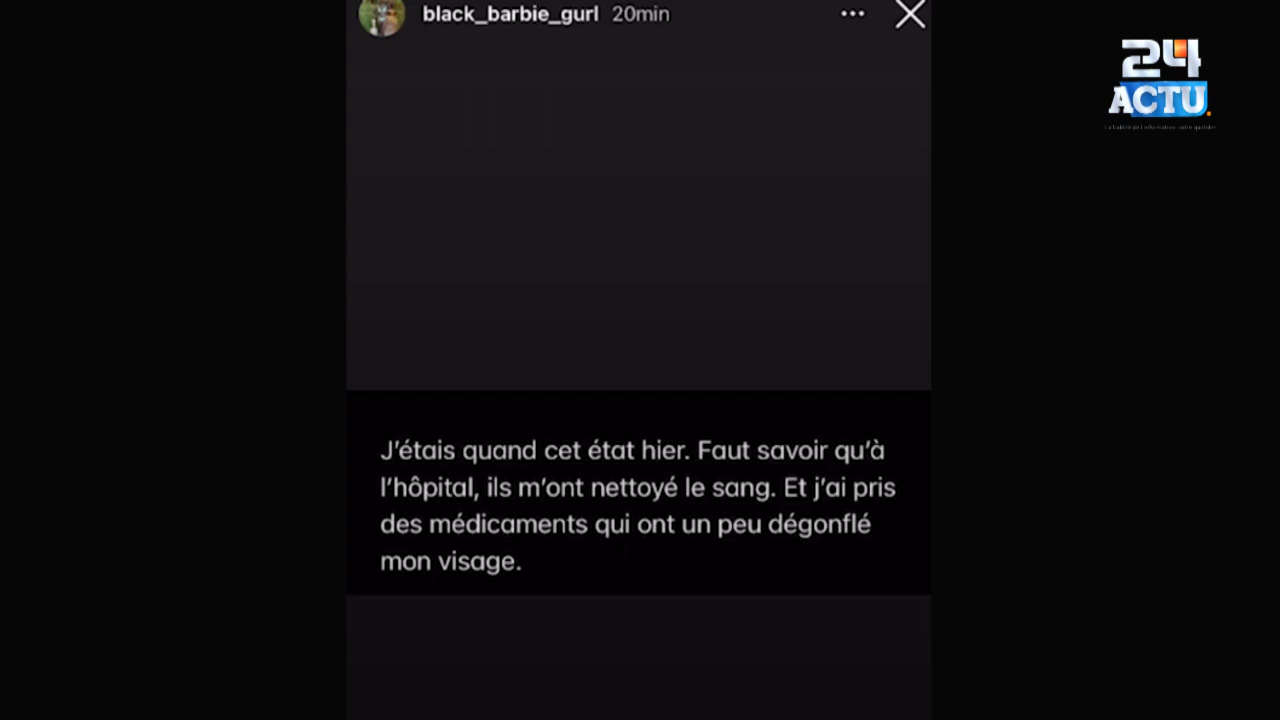 black_barbie_gurl 20min
24
ACTU.
J'étais quand cet état hier. Faut savoir qu'à
l'hôpital, ils m'ont nettoyé le sang. Et j'ai pris
des médicaments qui ont un peu dégonflé
mon visage.